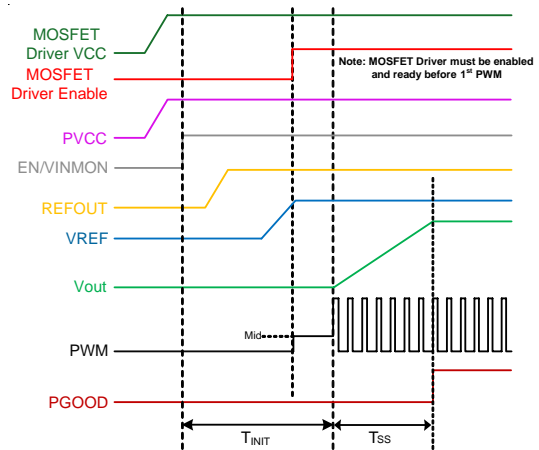 MOSFET
Driver VCC
MOSFET
Driver Enable
Note: MOSFET Driver must be enabled
and ready before 1st PWM
PVCC
EN/VINMON
REFOUT
VREF
Vout
Mid
PWM
PGOOD
TINIT
TSS